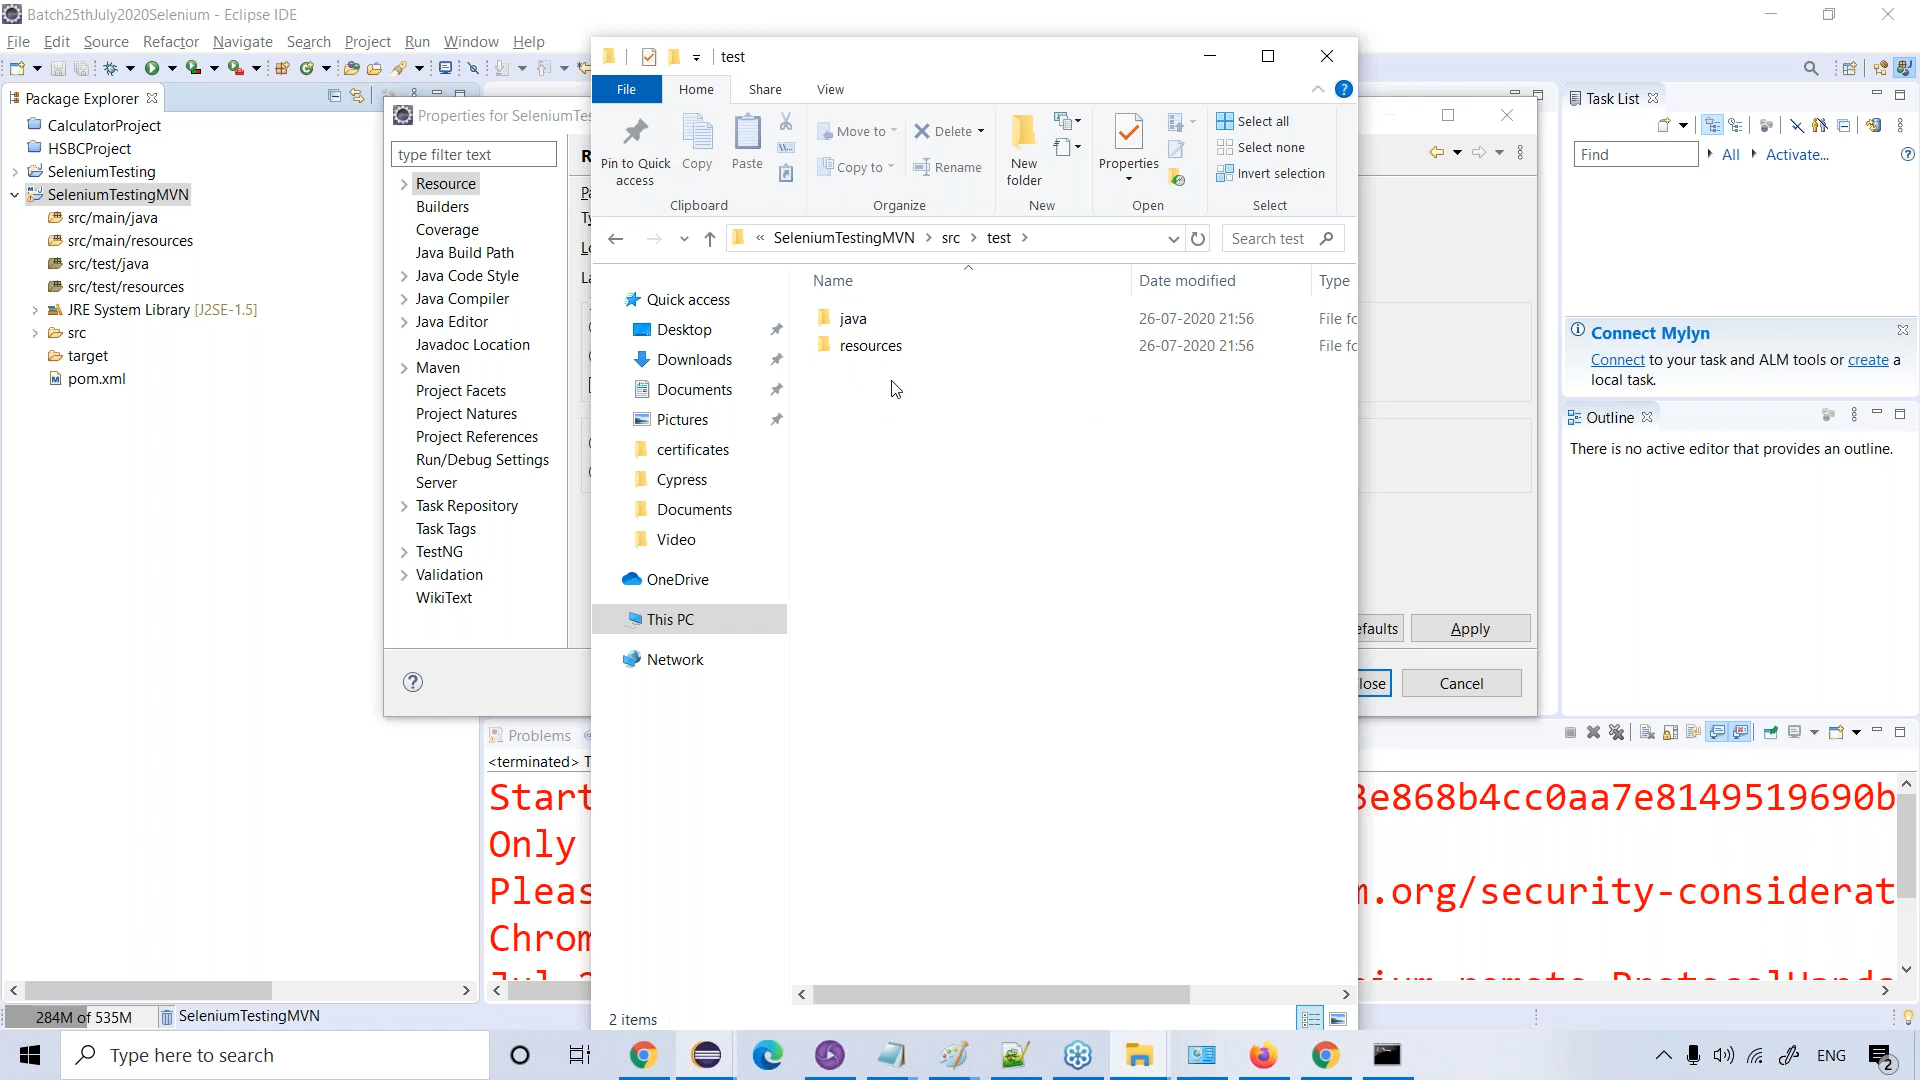 Batch25thJuly2020Selenium - Eclipse IDE
File Edit Source Refactor Navigate Search Project Run Window Help
Package Explorer
CalculatorProject
HSBCProject
SeleniumTesting
SeleniumTestingMVN
src/main/java
src/main/resources
src/test/java
src/test/resources
JRE System Library [J2SE-1.5]
src
target
pom.xml
Properties for SeleniumTes
type filter text
Resource
Builders
Coverage
Java Build Path
Java Code Style
Java Compiler
Java Editor
Javadoc Location
Maven
Project Facets
Project Natures
Project References
Run/Debug Settings
Server
Task Repository
Task Tags
TestNG
Validation
WikiText
efaults
Apply
lose
Cancel
test
File Home Share View
Pin to Quick access
Copy
Paste
Move to
Copy to
Delete
Rename
New folder
Properties
Select all
Select none
Invert selection
Clipboard Organize New Open Select
« SeleniumTestingMVN > src > test >
Search test
Name Date modified Type
java 26-07-2020 21:56 File fo
resources 26-07-2020 21:56 File fo
Quick access
Desktop
Downloads
Documents
Pictures
certificates
Cypress
Documents
Video
OneDrive
This PC
Network
2 items
Task List
Find
All
Activate...
Connect Mylyn
Connect to your task and ALM tools or create a
local task.
Outline
There is no active editor that provides an outline.
Problems
<terminated> T
Start
3e868b4cc0aa7e8149519690b
Only
Pleas
m.org/security-considerat
Chrom
284M of 535M
SeleniumTestingMVN
Type here to search
ENG
2